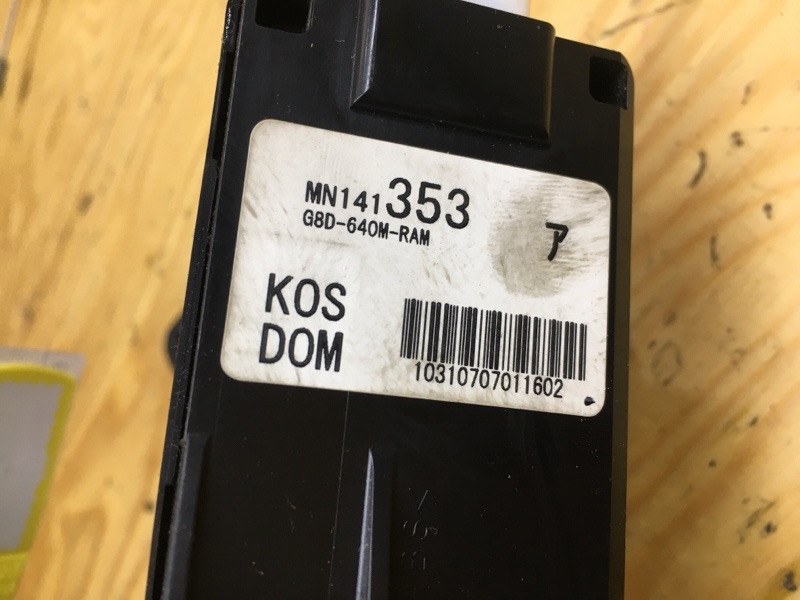 MN141353
G8D-640M-RAM
ア
KOS
DOM
10310707011602